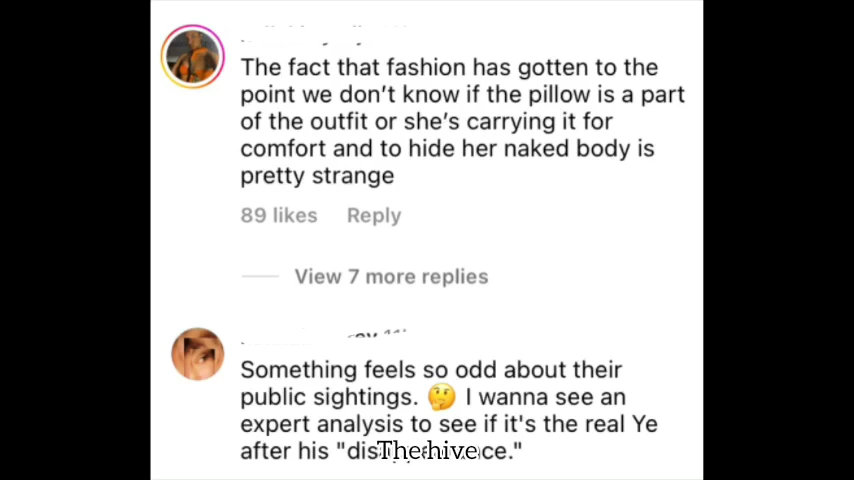 The fact that fashion has gotten to the
point we don’t know if the pillow is a part
of the outfit or she’s carrying it for
comfort and to hide her naked body is
pretty strange
89 likes Reply
View 7 more replies
Something feels so odd about their
public sightings. 🤔 I wanna see an
expert analysis to see if it's the real Ye
after his
The hive